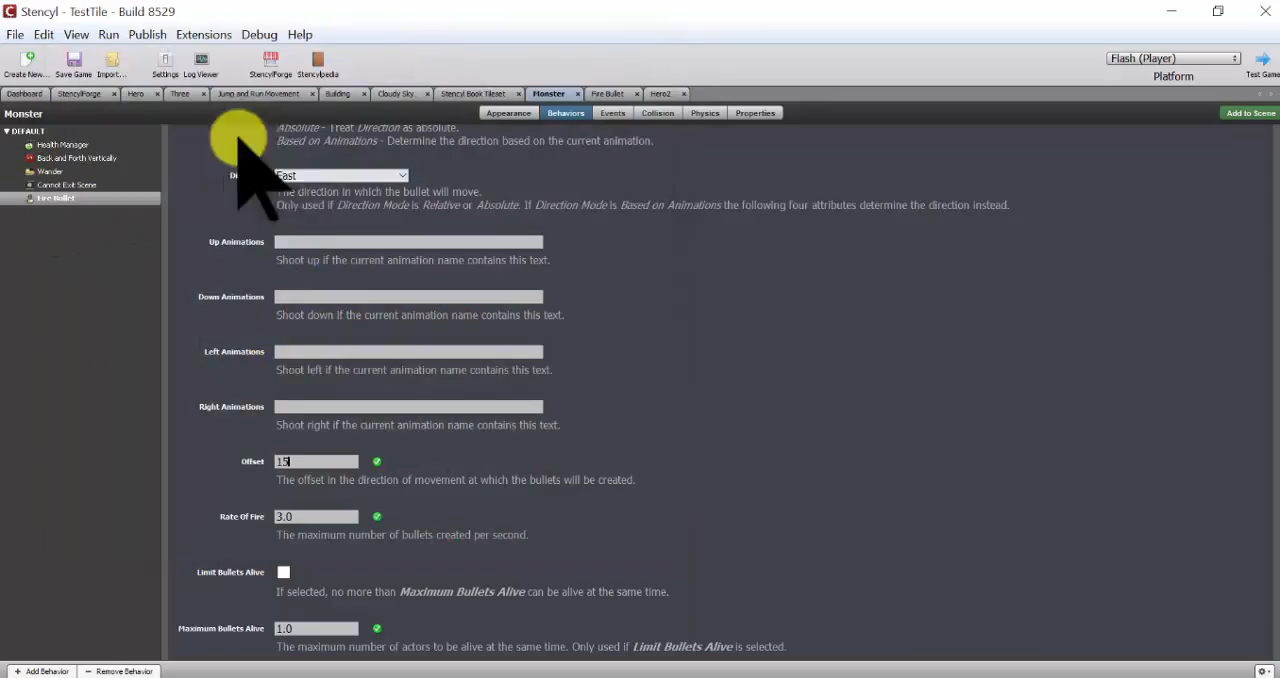 Stencyl - TestTile - Build 8529
File Edit View Run Publish Extensions Debug Help
Create New... Save Game Import... Settings Log Viewer StencylForge Stencylpedia
Flash (Player)
Platform
Test Game
Dashboard StencylForge Hero Three Jump and Run Movement Building Cloudy Sky Stencyl Book Tileset Monster Fire Bullet Hero2
Monster
Appearance Behaviors Events Collision Physics Properties
Add to Scene
DEFAULT
Health Manager
Back and Forth Vertically
Wander
Cannot Exit Scene
Fire Bullet
Absolute - Treat Direction as absolute.
Based on Animations - Determine the direction based on the current animation.
East
The direction in which the bullet will move.
Only used if Direction Mode is Relative or Absolute. If Direction Mode is Based on Animations the following four attributes determine the direction instead.
Up Animations
Shoot up if the current animation name contains this text.
Down Animations
Shoot down if the current animation name contains this text.
Left Animations
Shoot left if the current animation name contains this text.
Right Animations
Shoot right if the current animation name contains this text.
Offset 15
The offset in the direction of movement at which the bullets will be created.
Rate Of Fire 3.0
The maximum number of bullets created per second.
Limit Bullets Alive
If selected, no more than Maximum Bullets Alive can be alive at the same time.
Maximum Bullets Alive 1.0
The maximum number of actors to be alive at the same time. Only used if Limit Bullets Alive is selected.
+ Add Behavior − Remove Behavior